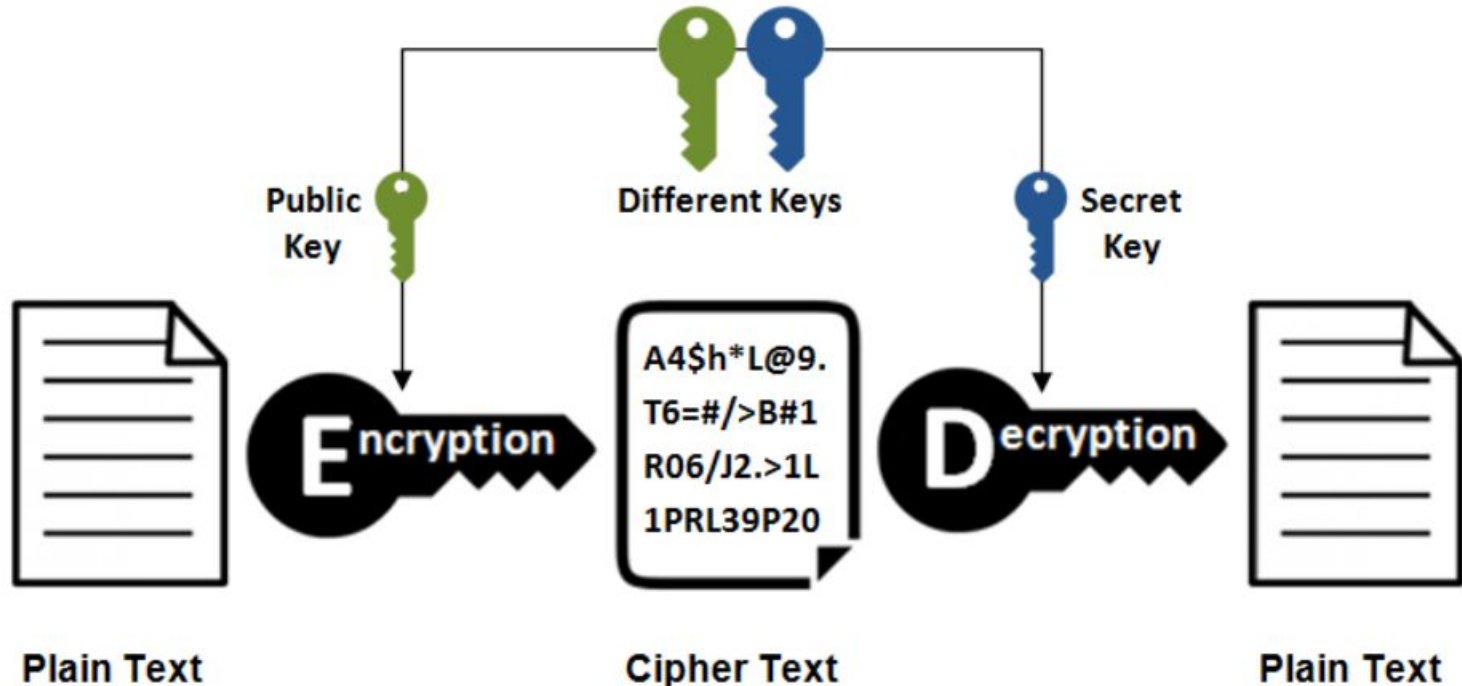 Public
Key
Different Keys
Secret
Key
Encryption
A4$h*L@9.
T6=#/>B#1
R06/J2.>1L
1PRL39P20
Decryption
Plain Text
Cipher Text
Plain Text